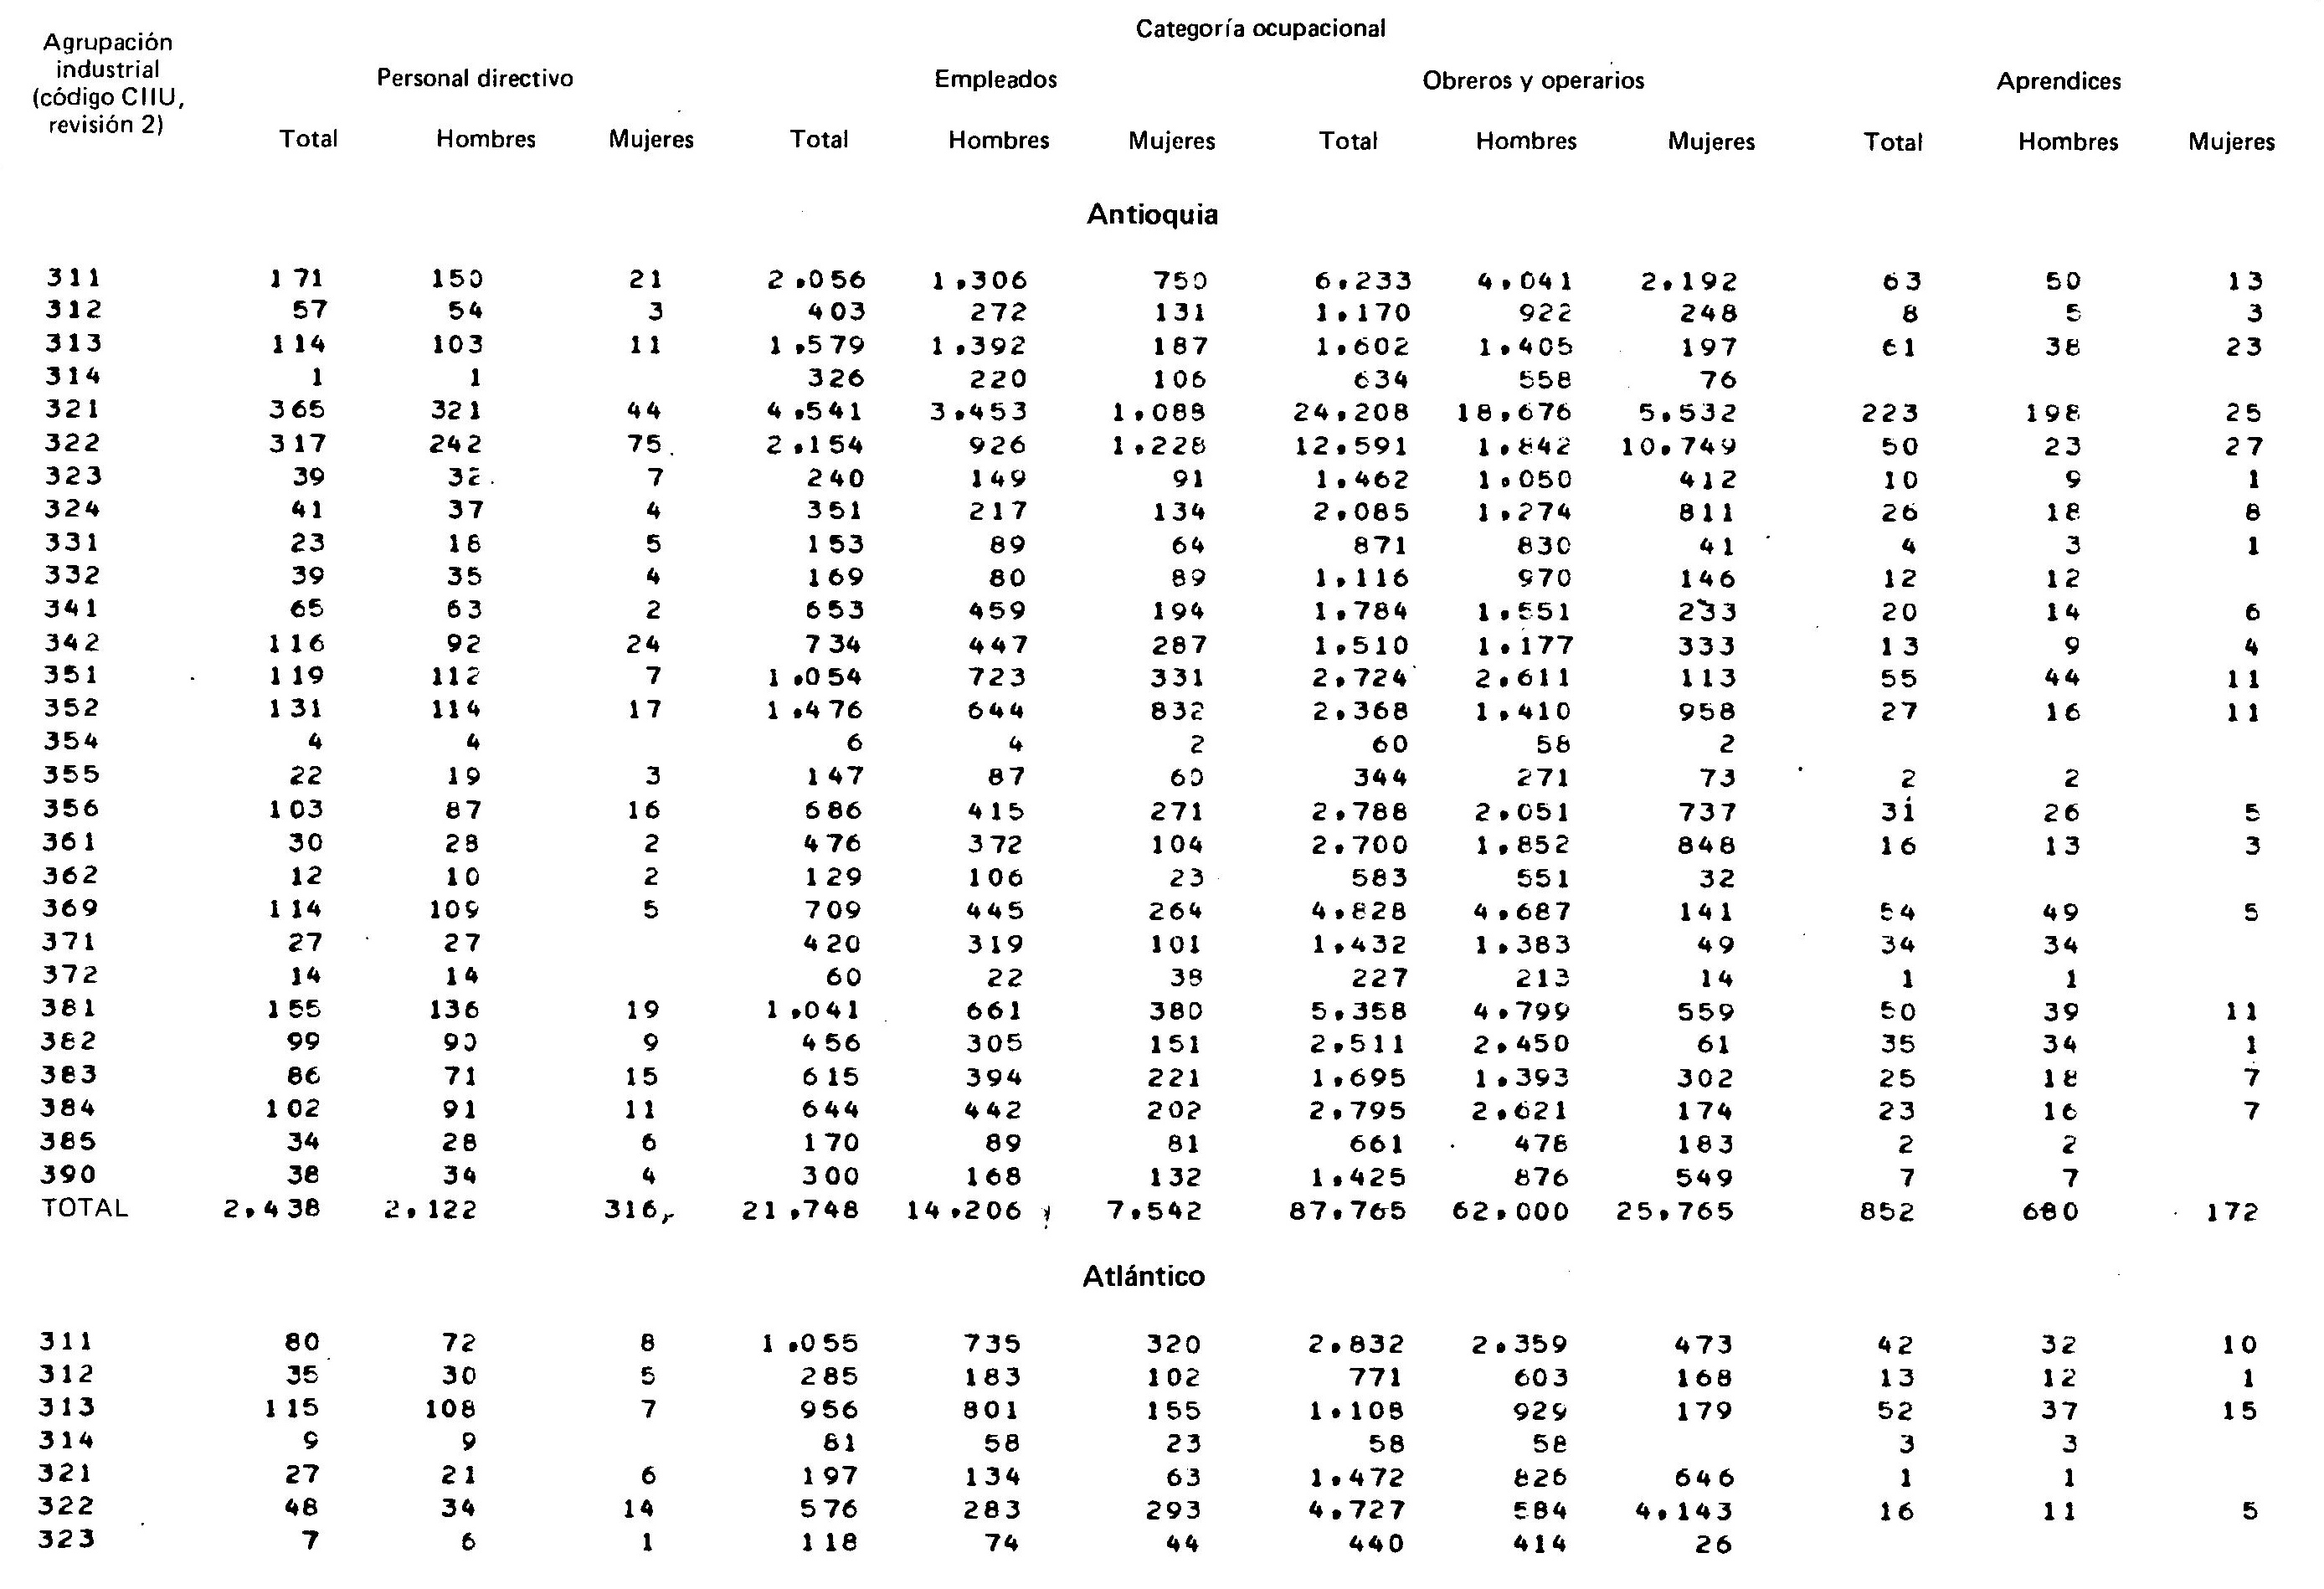 Categoría ocupacional
Agrupación industrial (código CIIU, revisión 2)
Personal directivo Empleados Obreros y operarios Aprendices
Total Hombres Mujeres Total Hombres Mujeres Total Hombres Mujeres Total Hombres Mujeres
Antioquia
311 171 150 21 2.056 1.306 750 6.233 4.041 2.192 63 50 13
312 57 54 3 403 272 131 1.170 922 248 8 5 3
313 114 103 11 1.579 1.392 187 1.602 1.405 197 61 38 23
314 1 1 326 220 106 634 558 76
321 365 321 44 4.541 3.453 1.088 24.208 18.676 5.532 223 198 25
322 317 242 75 2.154 926 1.228 12.591 1.842 10.749 50 23 27
323 39 32 7 240 149 91 1.462 1.050 412 10 9 1
324 41 37 4 351 217 134 2.085 1.274 811 26 18 8
331 23 18 5 153 89 64 871 830 41 4 3 1
332 39 35 4 169 80 89 1.116 970 146 12 12
341 65 63 2 653 459 194 1.784 1.551 233 20 14 6
342 116 92 24 734 447 287 1.510 1.177 333 13 9 4
351 119 112 7 1.054 723 331 2.724 2.611 113 55 44 11
352 131 114 17 1.476 644 832 2.368 1.410 958 27 16 11
354 4 4 6 4 2 60 58 2
355 22 19 3 147 87 60 344 271 73 2 2
356 103 87 16 686 415 271 2.788 2.051 737 31 26 5
361 30 28 2 476 372 104 2.700 1.852 848 16 13 3
362 12 10 2 129 106 23 583 551 32
369 114 109 5 709 445 264 4.828 4.687 141 54 49 5
371 27 27 420 319 101 1.432 1.383 49 34 34
372 14 14 60 22 38 227 213 14 1 1
381 155 136 19 1.041 661 380 5.358 4.799 559 50 39 11
382 99 90 9 456 305 151 2.511 2.450 61 35 34 1
383 86 71 15 615 394 221 1.695 1.393 302 25 18 7
384 102 91 11 644 442 202 2.795 2.621 174 23 16 7
385 34 28 6 170 89 81 661 478 183 2 2
390 38 34 4 300 168 132 1.425 876 549 7 7
TOTAL 2.438 2.122 316 21.748 14.206 7.542 87.765 62.000 25.765 852 680 172
Atlántico
311 80 72 8 1.055 735 320 2.832 2.359 473 42 32 10
312 35 30 5 285 183 102 771 603 168 13 12 1
313 115 108 7 956 801 155 1.108 929 179 52 37 15
314 9 9 81 58 23 58 58 3 3
321 27 21 6 197 134 63 1.472 826 646 1 1
322 48 34 14 576 283 293 4.727 584 4.143 16 11 5
323 7 6 1 118 74 44 440 414 26